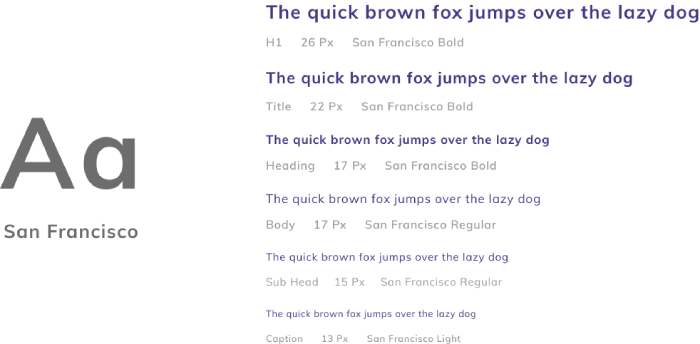 The quick brown fox jumps over the lazy dog
H1 26 Px San Francisco Bold
The quick brown fox jumps over the lazy dog
Title 22 Px San Francisco Bold
Aa
San Francisco
The quick brown fox jumps over the lazy dog
Heading 17 Px San Francisco Bold
The quick brown fox jumps over the lazy dog
Body 17 Px San Francisco Regular
The quick brown fox jumps over the lazy dog
Sub Head 15 Px San Francisco Regular
The quick brown fox jumps over the lazy dog
Caption 13 Px San Francisco Light